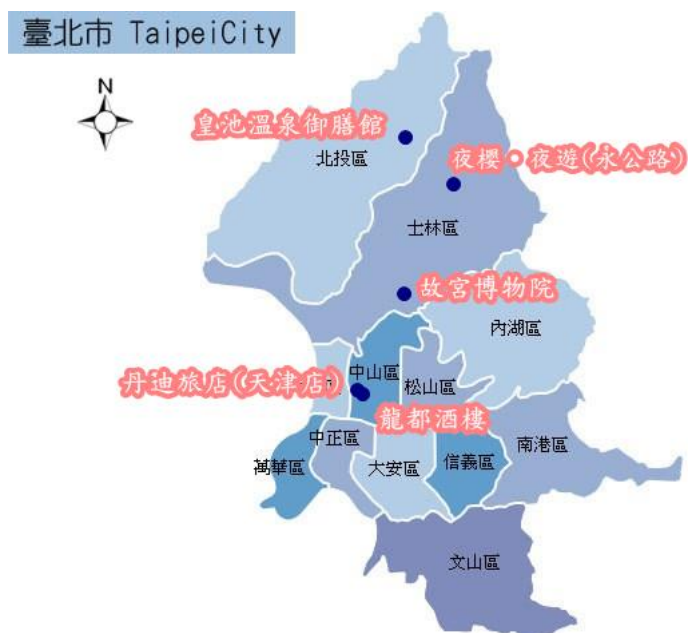 臺北市 TaipeiCity
N
皇池溫泉御膳館
北投區
夜櫻•夜遊(永公路)
士林區
故宮博物院
內湖區
丹迪旅店(天津店)
中山區
松山區
龍都酒樓
中正區
南港區
萬華區
大安區
信義區
文山區